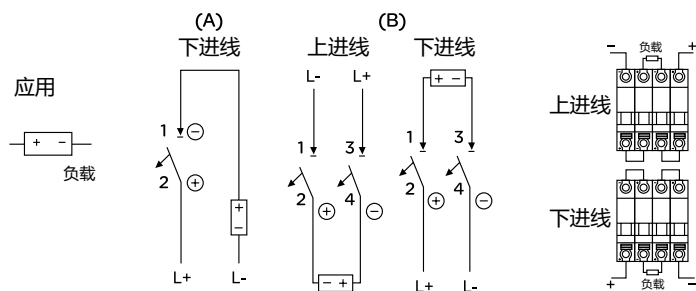 (A) (B)
下进线 上进线 下进线
L- L+
应用
+ -
负载
1 -
2 +
+ -
L+ L-
1 3
2 + 4 -
- +
+ -
1 3
2 + 4 -
L+ L-
- 负载 +
上进线
下进线
+ 负载 -